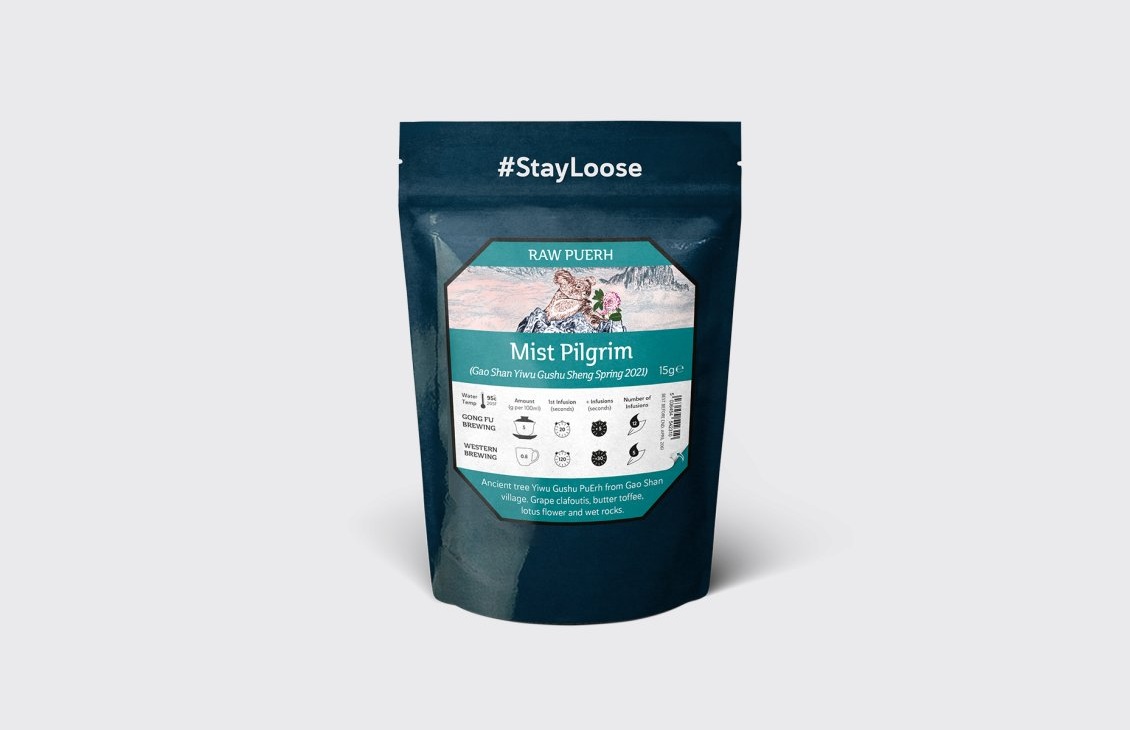 #StayLoose
RAW PUERH
Mist Pilgrim
(Gao Shan Yiwu Gushu Sheng Spring 2021) 15g ℮
Water Temp 95c
Amount (g per 100ml)
1st Infusion (seconds)
+ Infusions (seconds)
Number of Infusions
GONG FU BREWING
5
20
+5
12
WESTERN BREWING
0.6
120
5
Ancient tree Yiwu Gushu PuErh from Gao Shan
village. Grape clafoutis, butter toffee,
lotus flower and wet rocks.